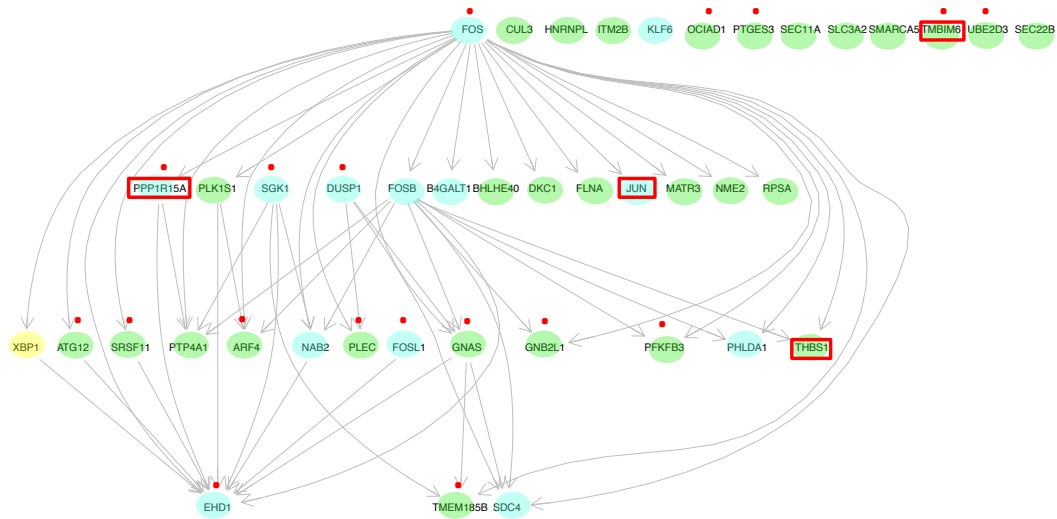 FOS CUL3 HNRNPL ITM2B KLF6 OCIAD1 PTGES3 SEC11A SLC3A2 SMARCA5 TMBIM6 UBE2D3 SEC22B
PPP1R15A PLK1S1 SGK1 DUSP1 FOSB B4GALT1 BHLHE40 DKC1 FLNA JUN MATR3 NME2 RPSA
XBP1 ATG12 SRSF11 PTP4A1 ARF4 NAB2 PLEC FOSL1 GNAS GNB2L1 PFKFB3 PHLDA1 THBS1
EHD1 TMEM185B SDC4